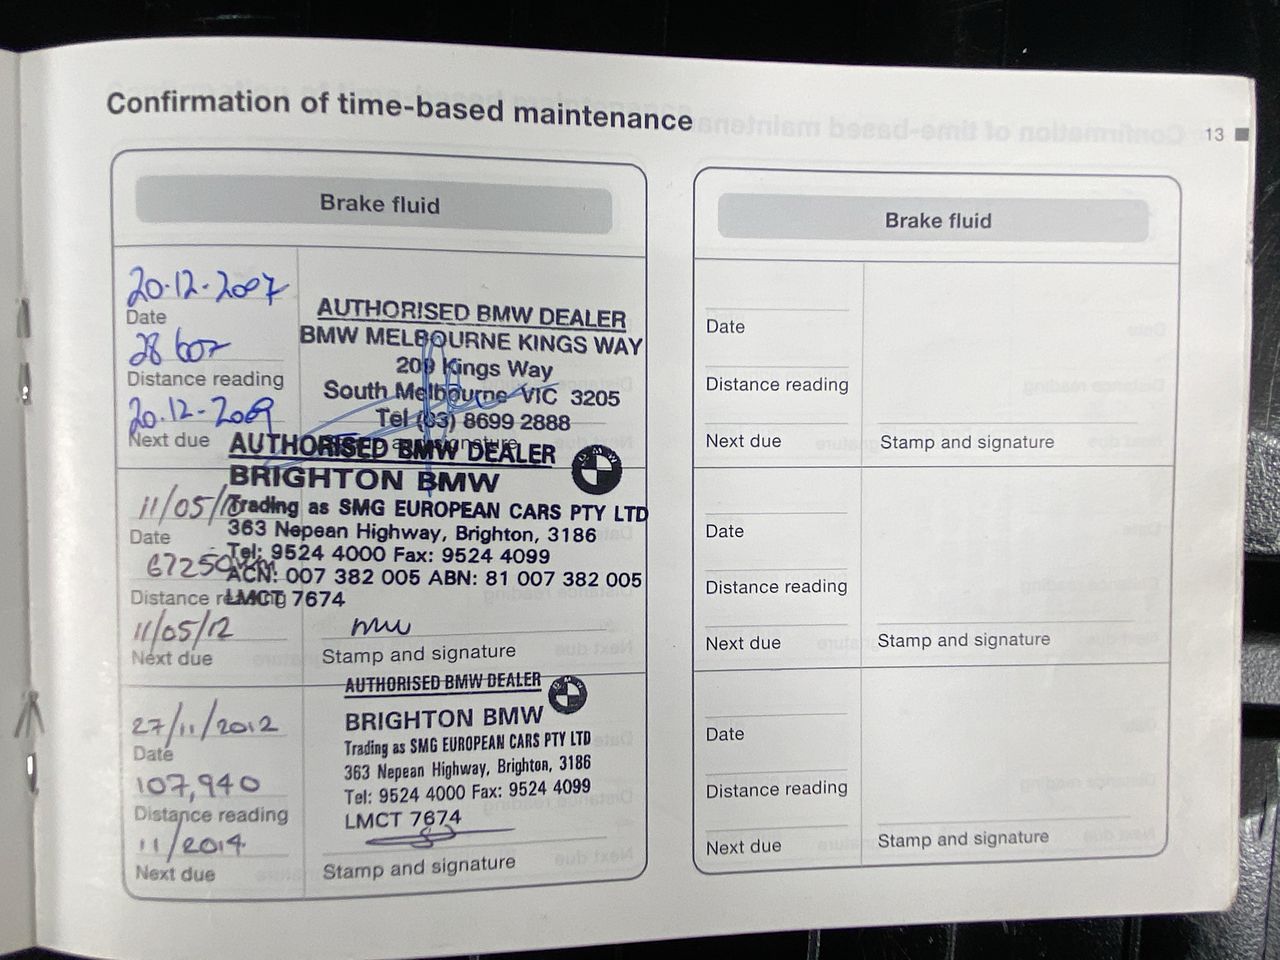 Confirmation of time-based maintenance
13
Brake fluid
20.12.2007
Date
28 607
Distance reading
20.12.2009
Next due
AUTHORISED BMW DEALER
BMW MELBOURNE KINGS WAY
209 Kings Way
South Melbourne VIC 3205
Tel (03) 8699 2888
signature
11/05/10
Date
67250km
Distance reading
11/05/12
Next due
AUTHORISED BMW DEALER
BRIGHTON BMW
Trading as SMG EUROPEAN CARS PTY LTD
363 Nepean Highway, Brighton, 3186
Tel: 9524 4000 Fax: 9524 4099
ACN: 007 382 005 ABN: 81 007 382 005
LMCT 7674
Stamp and signature
27/11/2012
Date
107,940
Distance reading
11/2014
Next due
AUTHORISED BMW DEALER
BRIGHTON BMW
Trading as SMG EUROPEAN CARS PTY LTD
363 Nepean Highway, Brighton, 3186
Tel: 9524 4000 Fax: 9524 4099
LMCT 7674
Stamp and signature
Brake fluid
Date
Distance reading
Next due
Stamp and signature
Date
Distance reading
Next due
Stamp and signature
Date
Distance reading
Next due
Stamp and signature